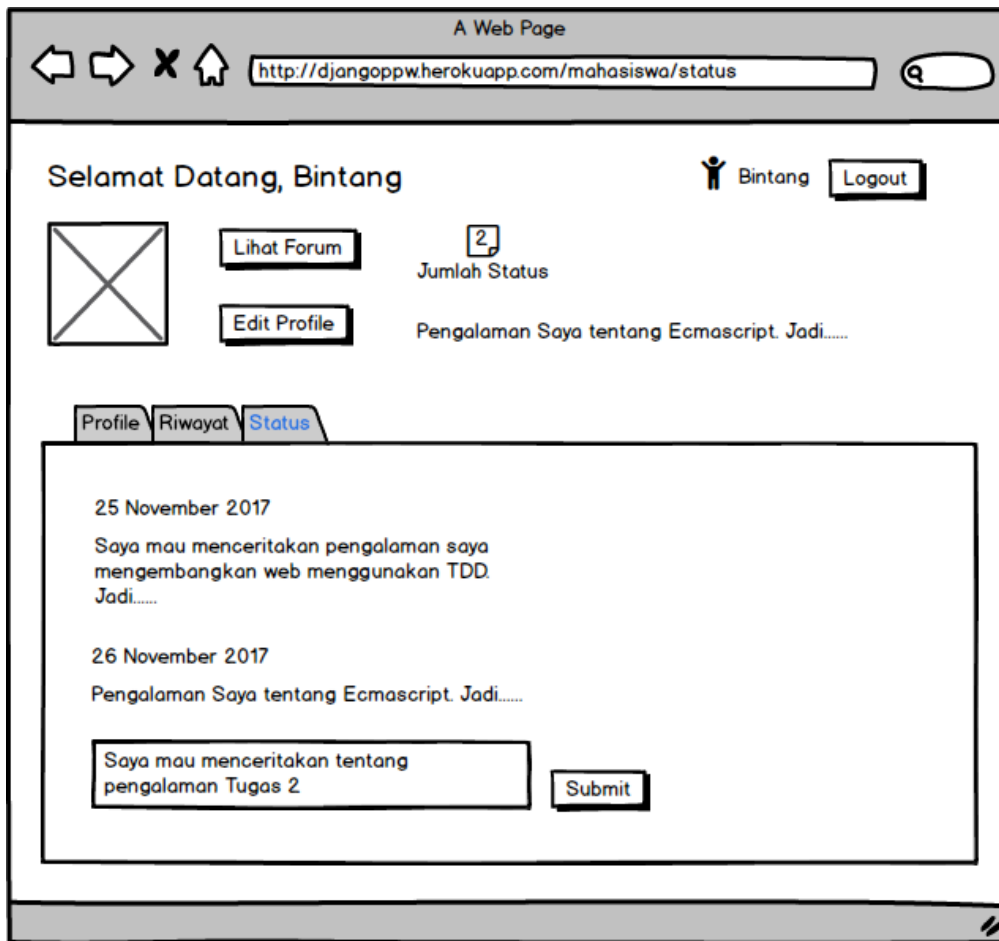 A Web Page
http://djangoppw.herokuapp.com/mahasiswa/status
Selamat Datang, Bintang
Bintang
Logout
Lihat Forum
2
Jumlah Status
Edit Profile
Pengalaman Saya tentang Ecmascript. Jadi......
Profile
Riwayat
Status
25 November 2017
Saya mau menceritakan pengalaman saya
mengembangkan web menggunakan TDD.
Jadi......
26 November 2017
Pengalaman Saya tentang Ecmascript. Jadi......
Saya mau menceritakan tentang
pengalaman Tugas 2
Submit